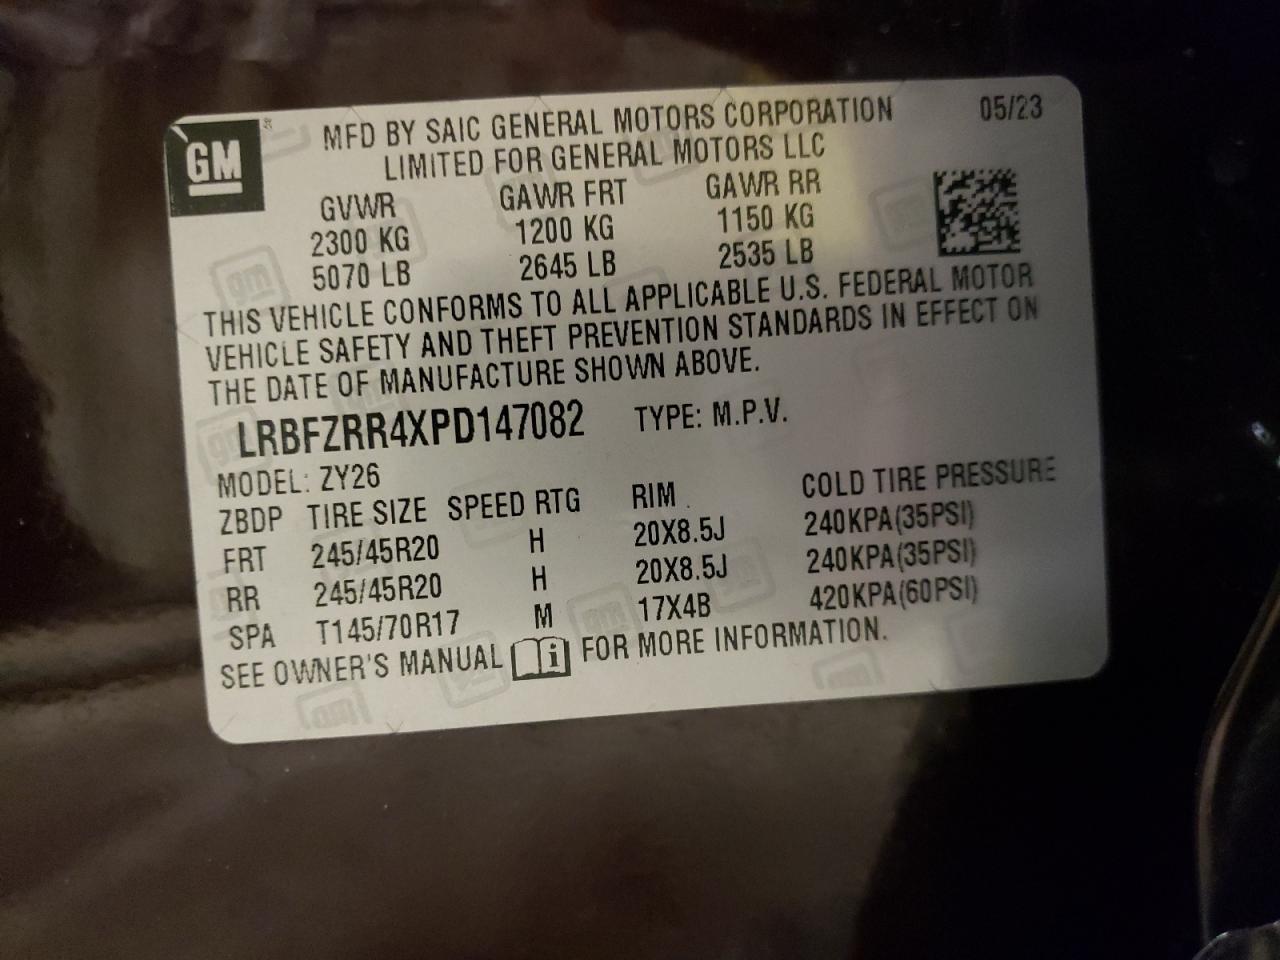 GM
MFD BY SAIC GENERAL MOTORS CORPORATION 05/23
LIMITED FOR GENERAL MOTORS LLC
GVWR GAWR FRT GAWR RR
2300 KG 1200 KG 1150 KG
5070 LB 2645 LB 2535 LB
THIS VEHICLE CONFORMS TO ALL APPLICABLE U.S. FEDERAL MOTOR
VEHICLE SAFETY AND THEFT PREVENTION STANDARDS IN EFFECT ON
THE DATE OF MANUFACTURE SHOWN ABOVE.
LRBFZRR4XPD147082 TYPE: M.P.V.
MODEL: ZY26
ZBDP TIRE SIZE SPEED RTG RIM COLD TIRE PRESSURE
FRT 245/45R20 H 20X8.5J 240KPA(35PSI)
RR 245/45R20 H 20X8.5J 240KPA(35PSI)
SPA T145/70R17 M 17X4B 420KPA(60PSI)
SEE OWNER'S MANUAL i FOR MORE INFORMATION.